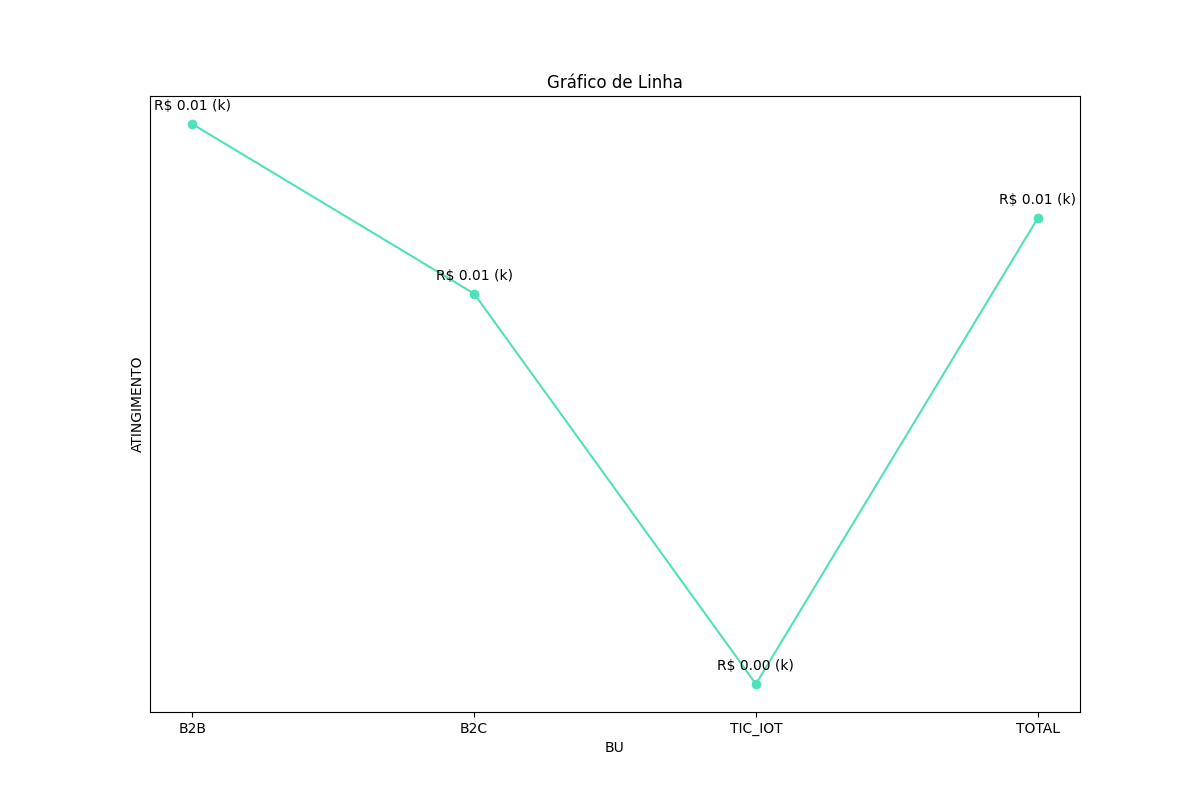 Gráfico de Linha
R$ 0.01 (k)
R$ 0.01 (k)
R$ 0.01 (k)
R$ 0.00 (k)
ATINGIMENTO
B2B
B2C
TIC_IOT
TOTAL
BU